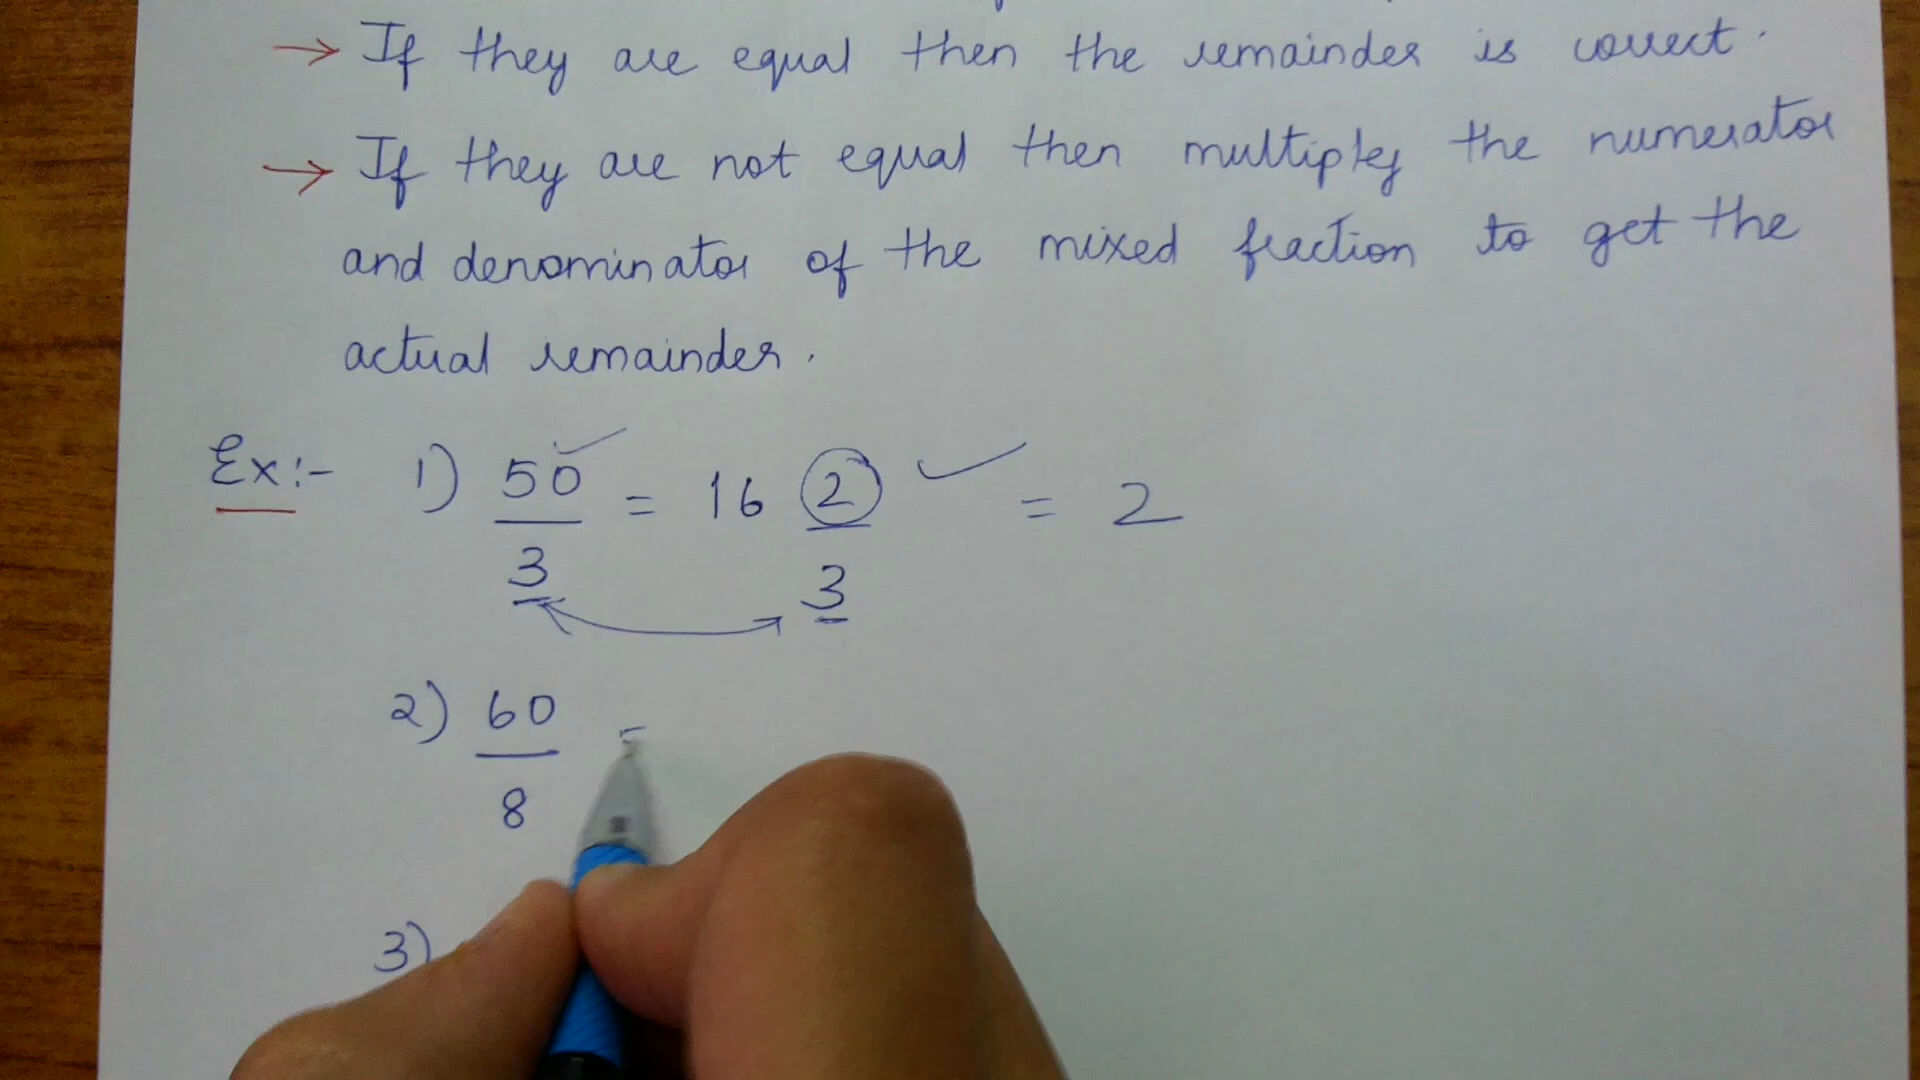 → If they are equal then the remainder is correct.
→ If they are not equal then multiply the numerator
and denominator of the mixed fraction to get the
actual remainder.
Ex:- 1) 50/3 = 16 2/3 ✓ = 2
2) 60/8 =
3)